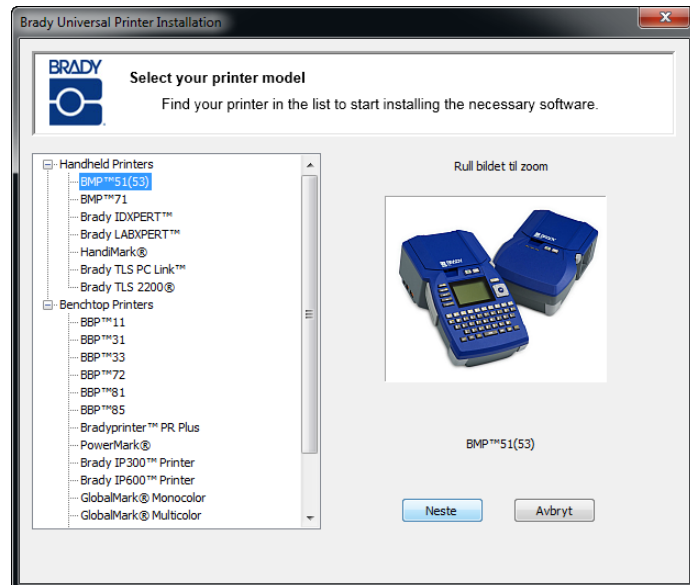 Brady Universal Printer Installation
BRADY
Select your printer model
Find your printer in the list to start installing the necessary software.
Handheld Printers
BMP™51(53)
BMP™71
Brady IDXPERT™
Brady LABXPERT™
HandiMark®
Brady TLS PC Link™
Brady TLS 2200®
Benchtop Printers
BBP™11
BBP™31
BBP™33
BBP™72
BBP™81
BBP™85
Bradyprinter™ PR Plus
PowerMark®
Brady IP300™ Printer
Brady IP600™ Printer
GlobalMark® Monocolor
GlobalMark® Multicolor
Rull bildet til zoom
BRADY
BRADY
BMP™51(53)
Neste
Avbryt